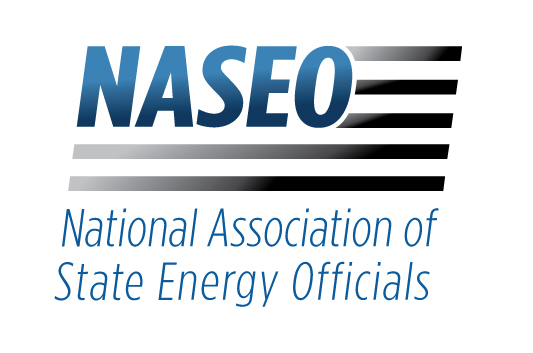 NASEO
National Association of
State Energy Officials